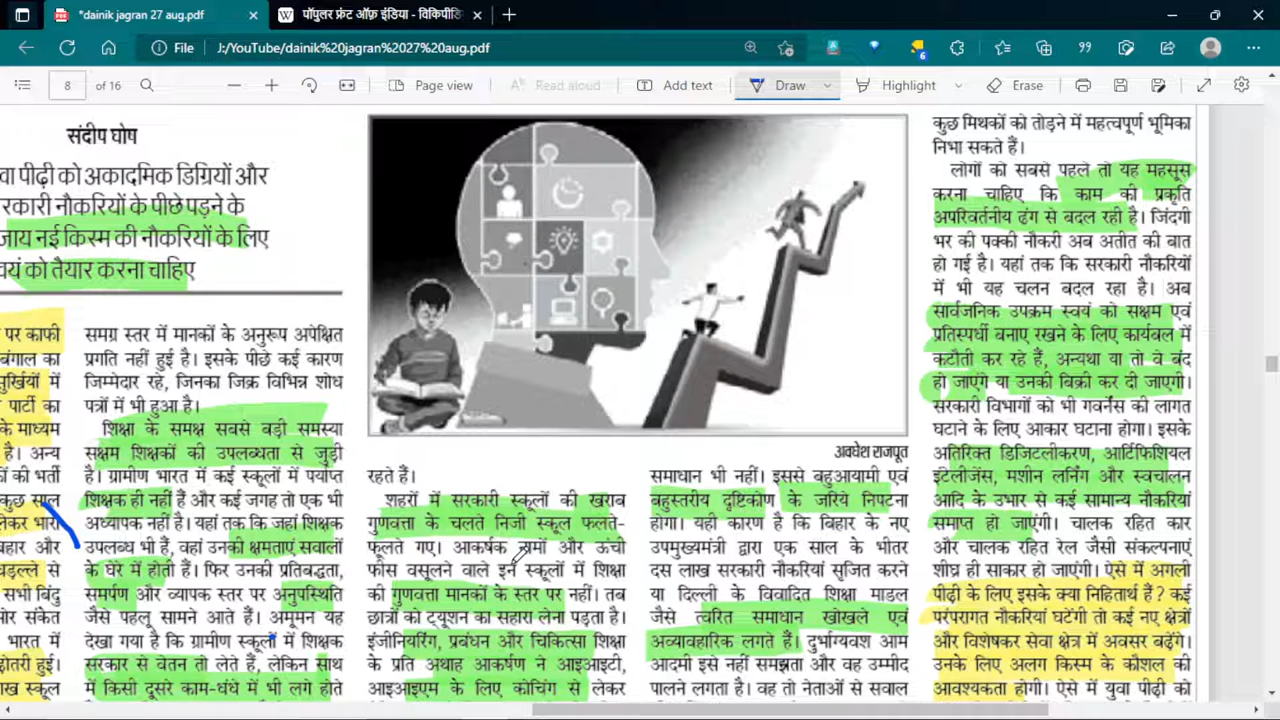 *dainik jagran 27 aug.pdf
पॉपुलर फ्रंट ऑफ़ इंडिया - विकिपीडि
File
J:/YouTube/dainik%20jagran%2027%20aug.pdf
6
8 of 16
Page view
Read aloud
Add text
Draw
Highlight
Erase
संदीप घोष
वा पीढ़ी को अकादमिक डिग्रियों और
रकारी नौकरियों के पीछे पड़ने के
जाय नई किस्म की नौकरियों के लिए
वयं को तैयार करना चाहिए
पर काफी
बंगाल का
सुर्खियों में
पार्टी का
के माध्यम
है। अन्य
कों की भर्ती
कुछ साल
लेकर भारी
बहार और
वड़ल्ले से
सभी बिंदु
ओर संकेत
भारत में
होतरी हुई।
ाख स्कूल
समग्र स्तर में मानकों के अनुरूप अपेक्षित
प्रगति नहीं हुई है। इसके पीछे कई कारण
जिम्मेदार रहे, जिनका जिक्र विभिन्न शोध
पत्रों में भी हुआ है।
शिक्षा के समक्ष सबसे बड़ी समस्या
सक्षम शिक्षकों की उपलब्धता से जुड़ी
है। ग्रामीण भारत में कई स्कूलों में पर्याप्त
शिक्षक ही नहीं हैं और कई जगह तो एक भी
अध्यापक नहीं है। यहां तक कि जहां शिक्षक
उपलब्ध भी हैं, वहां उनकी क्षमताएं सवालों
के घेरे में होती हैं। फिर उनकी प्रतिबद्धता,
समर्पण और व्यापक स्तर पर अनुपस्थिति
जैसे पहलू सामने आते हैं। अमूमन यह
देखा गया है कि ग्रामीण स्कूलों में शिक्षक
सरकार से वेतन तो लेते हैं, लेकिन साथ
में किसी दूसरे काम-धंधे में भी लगे होते
अवधेश राजपूत
रहते हैं।
शहरों में सरकारी स्कूलों की खराब
गुणवत्ता के चलते निजी स्कूल फलते-
फूलते गए। आकर्षक नामों और ऊंची
फीस वसूलने वाले इन स्कूलों में शिक्षा
की गुणवत्ता मानकों के स्तर पर नहीं। तब
छात्रों को ट्यूशन का सहारा लेना पड़ता है।
इंजीनियरिंग, प्रबंधन और चिकित्सा शिक्षा
के प्रति अथाह आकर्षण ने आइआइटी,
आइआइएम के लिए कोचिंग से लेकर
समाधान भी नहीं। इससे बहुआयामी एवं
बहुस्तरीय दृष्टिकोण के जरिये निपटना
होगा। यही कारण है कि बिहार के नए
उपमुख्यमंत्री द्वारा एक साल के भीतर
दस लाख सरकारी नौकरियां सृजित करने
या दिल्ली के विवादित शिक्षा माडल
जैसे त्वरित समाधान खोखले एवं
अव्यावहारिक लगते हैं। दुर्भाग्यवश आम
आदमी इसे नहीं समझता और वह उम्मीद
पालने लगता है। वह तो नेताओं से सवाल
कुछ मिथकों को तोड़ने में महत्वपूर्ण भूमिका
निभा सकते हैं।
लोगों को सबसे पहले तो यह महसूस
करना चाहिए कि काम की प्रकृति
अपरिवर्तनीय ढंग से बदल रही है। जिंदगी
भर की पक्की नौकरी अब अतीत की बात
हो गई है। यहां तक कि सरकारी नौकरियों
में भी यह चलन बदल रहा है। अब
सार्वजनिक उपक्रम स्वयं को सक्षम एवं
प्रतिस्पर्धी बनाए रखने के लिए कार्यबल में
कटौती कर रहे हैं, अन्यथा या तो वे बंद
हो जाएंगे या उनकी बिक्री कर दी जाएगी।
सरकारी विभागों को भी गवर्नेंस की लागत
घटाने के लिए आकार घटाना होगा। इसके
अतिरिक्त डिजिटलीकरण, आर्टिफिशियल
इंटेलीजेंस, मशीन लर्निंग और स्वचालन
आदि के उभार से कई सामान्य नौकरियां
समाप्त हो जाएंगी। चालक रहित कार
और चालक रहित रेल जैसी संकल्पनाएं
शीघ्र ही साकार हो जाएंगी। ऐसे में अगली
पीढ़ी के लिए इसके क्या निहितार्थ हैं? कई
परंपरागत नौकरियां घटेंगी तो कई नए क्षेत्रों
और विशेषकर सेवा क्षेत्र में अवसर बढ़ेंगे।
उनके लिए अलग किस्म के कौशल की
आवश्यकता होगी। ऐसे में युवा पीढ़ी को